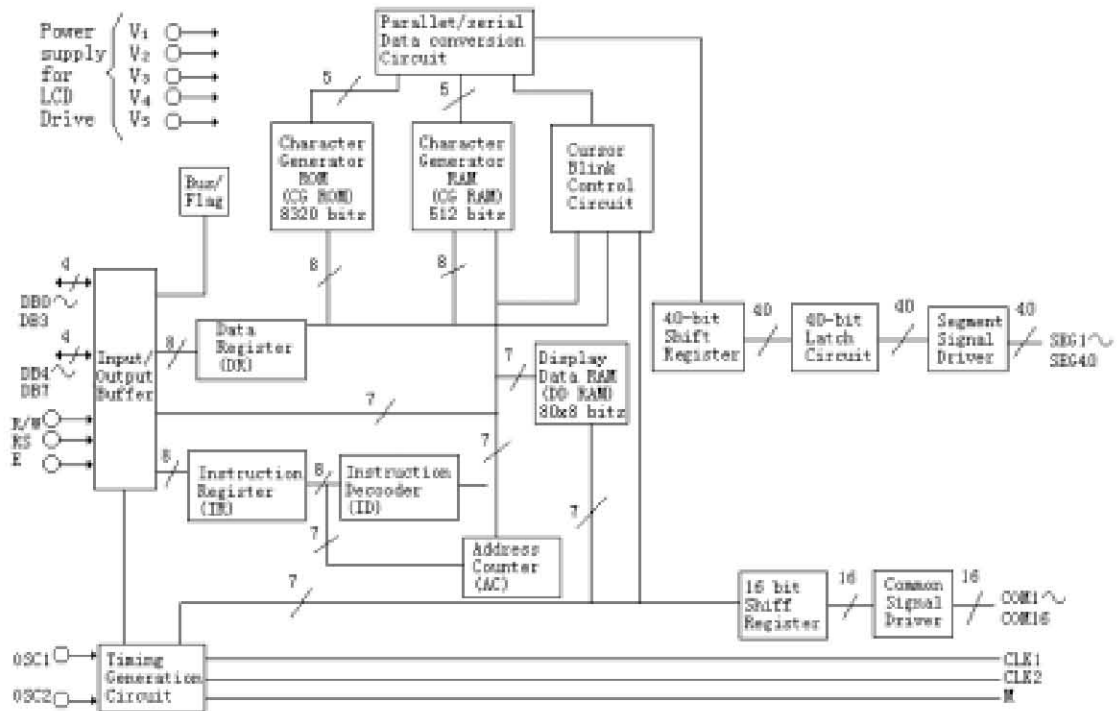 Power
supply
for
LCD
Drive
V1
V2
V3
V4
V5
Parallet/serial
Data conversion
Circuit
5
5
Character
Generator
ROM
(CG ROM)
8320 bits
Character
Generator
RAM
(CG RAM)
512 bits
Cursor
Blink
Control
Circuit
Bus/
Flag
8
8
4
DB0~
DB3
4
DB4~
DB7
R/W
RS
E
Input/
Output
Buffer
8
Data
Register
(DR)
7
Display
Data RAM
(DD RAM)
80x8 bits
40-bit
Shift
Register
40
40-bit
Latch
Circuit
40
Segment
Signal
Driver
40
SEG1~
SEG40
7
7
8
Instruction
Register
(IR)
8
Instruction
Decoder
(ID)
7
7
Address
Counter
(AC)
7
16 bit
Shiff
Register
16
Common
Signal
Driver
16
COM1~
COM16
OSC1
OSC2
Timing
Generation
Circuit
CLK1
CLK2
M